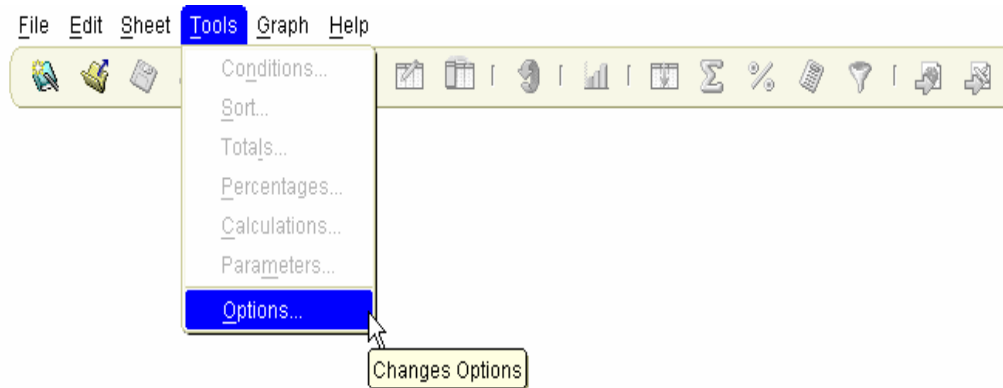 File Edit Sheet Tools Graph Help
Conditions...
Sort...
Totals...
Percentages...
Calculations...
Parameters...
Options...
Changes Options